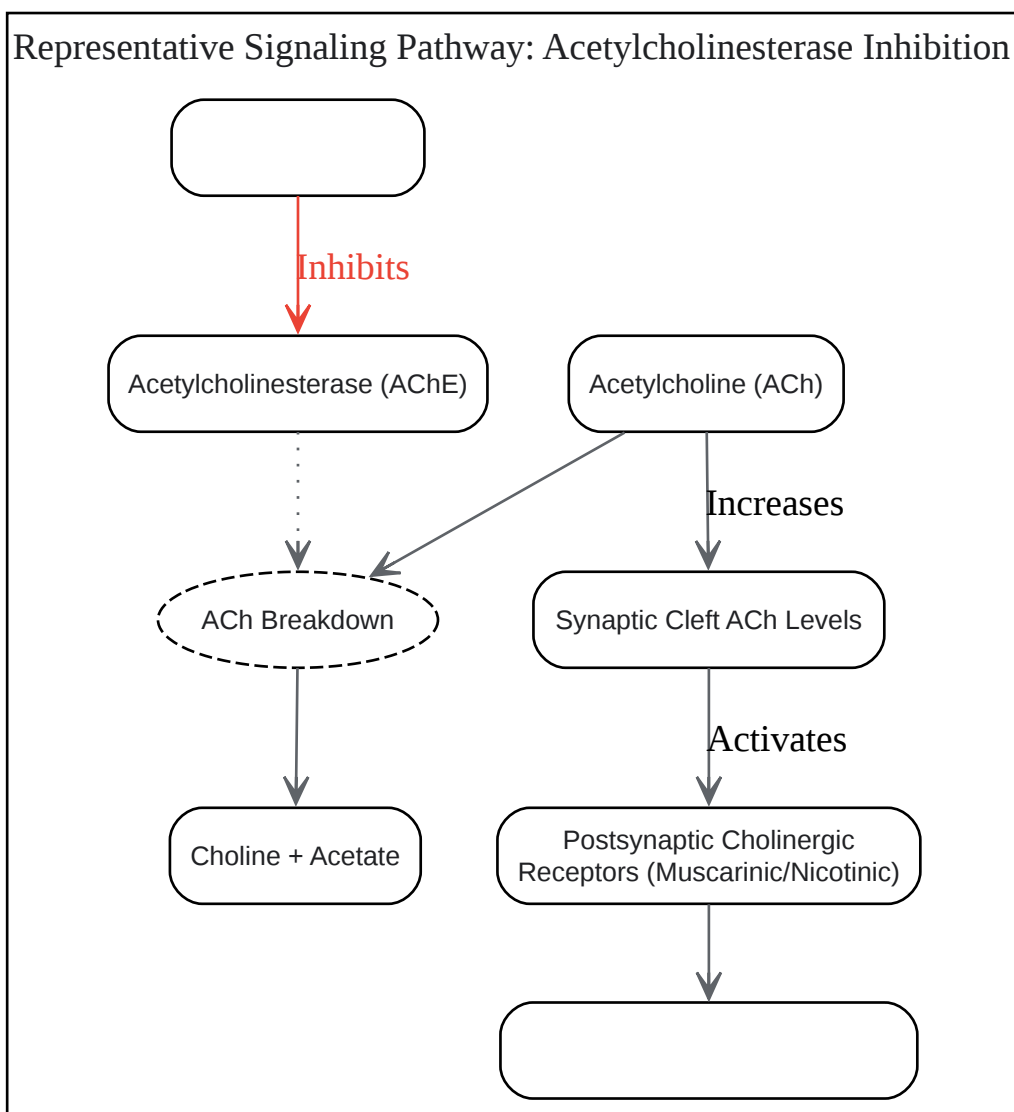 Representative Signaling Pathway: Acetylcholinesterase Inhibition
Inhibits
Acetylcholinesterase (AChE)
Acetylcholine (ACh)
Increases
ACh Breakdown
Synaptic Cleft ACh Levels
Activates
Choline + Acetate
Postsynaptic Cholinergic
Receptors (Muscarinic/Nicotinic)